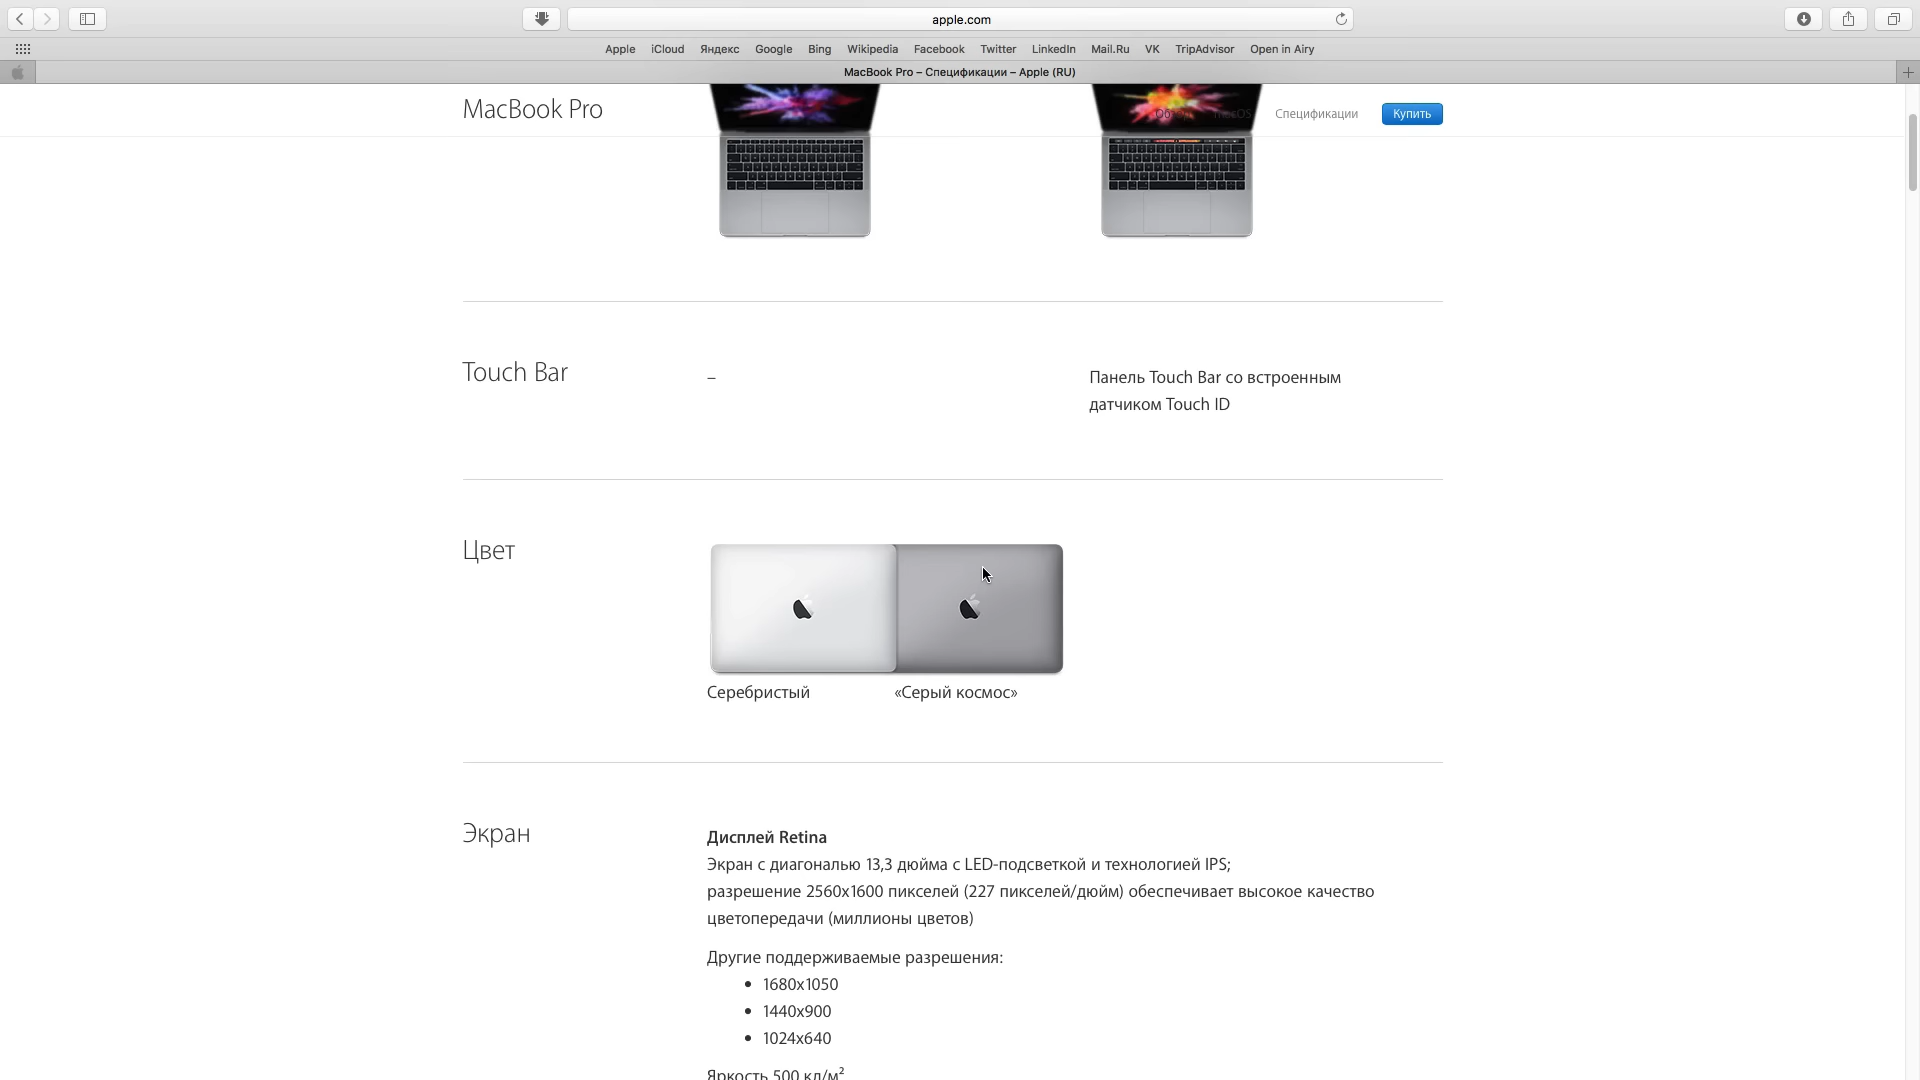 apple.com
Apple iCloud Яндекс Google Bing Wikipedia Facebook Twitter LinkedIn Mail.Ru VK TripAdvisor Open in Airy
MacBook Pro – Спецификации – Apple (RU)
MacBook Pro
macOS Спецификации Купить
Touch Bar
–
Панель Touch Bar со встроенным
датчиком Touch ID
Цвет
Серебристый «Серый космос»
Экран
Дисплей Retina
Экран с диагональю 13,3 дюйма с LED-подсветкой и технологией IPS;
разрешение 2560x1600 пикселей (227 пикселей/дюйм) обеспечивает высокое качество
цветопередачи (миллионы цветов)
Другие поддерживаемые разрешения:
• 1680x1050
• 1440x900
• 1024x640
Яркость 500 кд/м²